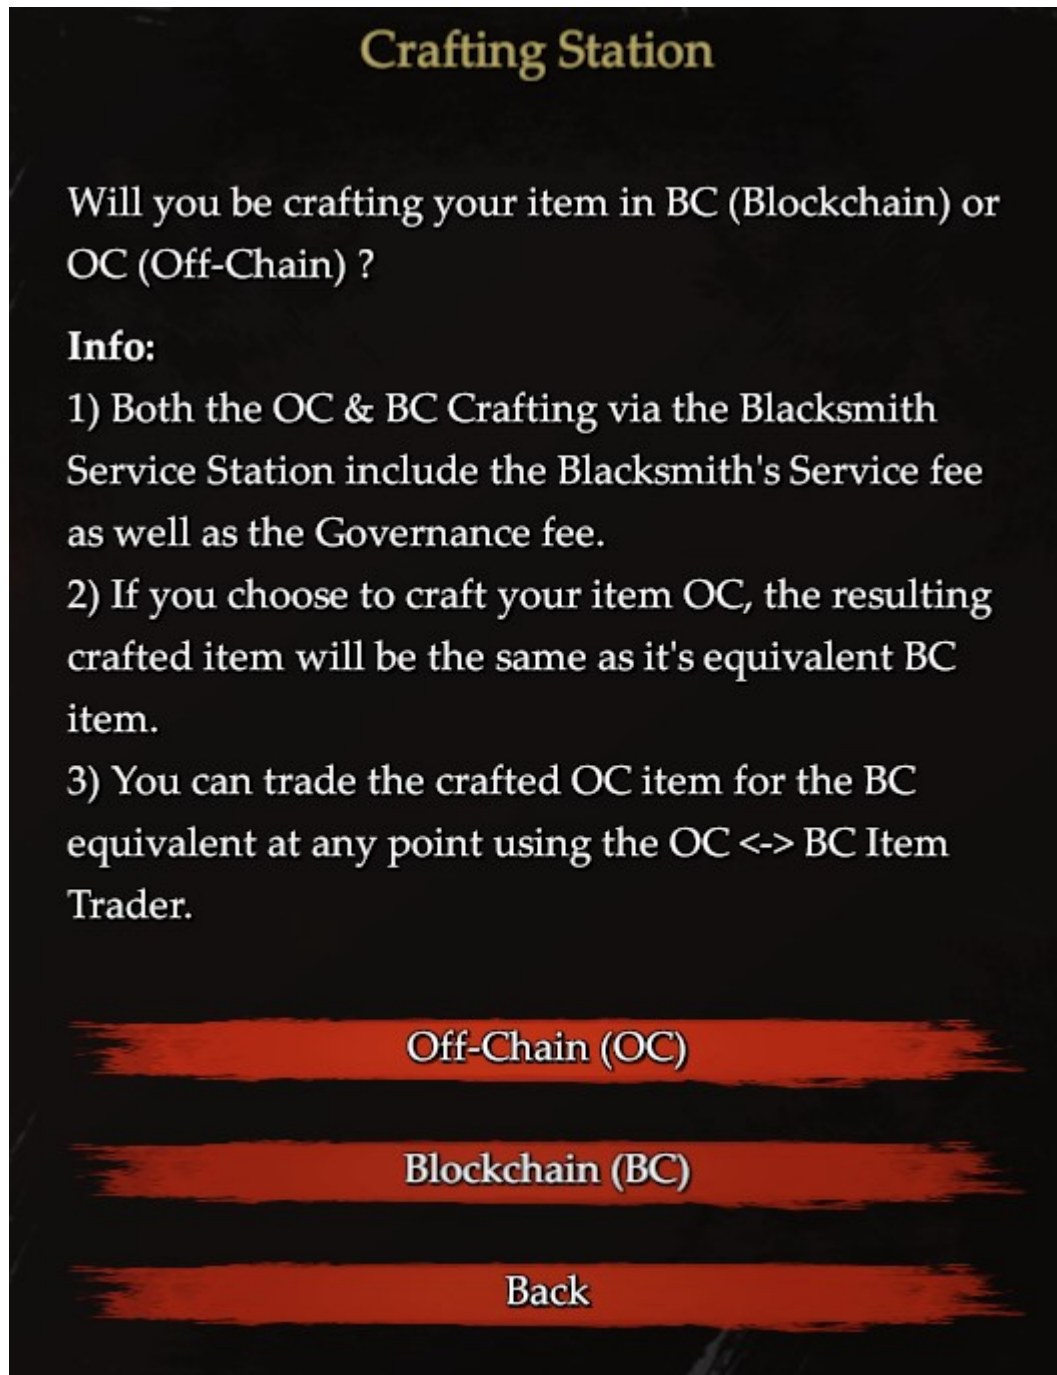 Crafting Station
Will you be crafting your item in BC (Blockchain) or
OC (Off-Chain) ?
Info:
1) Both the OC & BC Crafting via the Blacksmith
Service Station include the Blacksmith's Service fee
as well as the Governance fee.
2) If you choose to craft your item OC, the resulting
crafted item will be the same as it's equivalent BC
item.
3) You can trade the crafted OC item for the BC
equivalent at any point using the OC <-> BC Item
Trader.
Off-Chain (OC)
Blockchain (BC)
Back